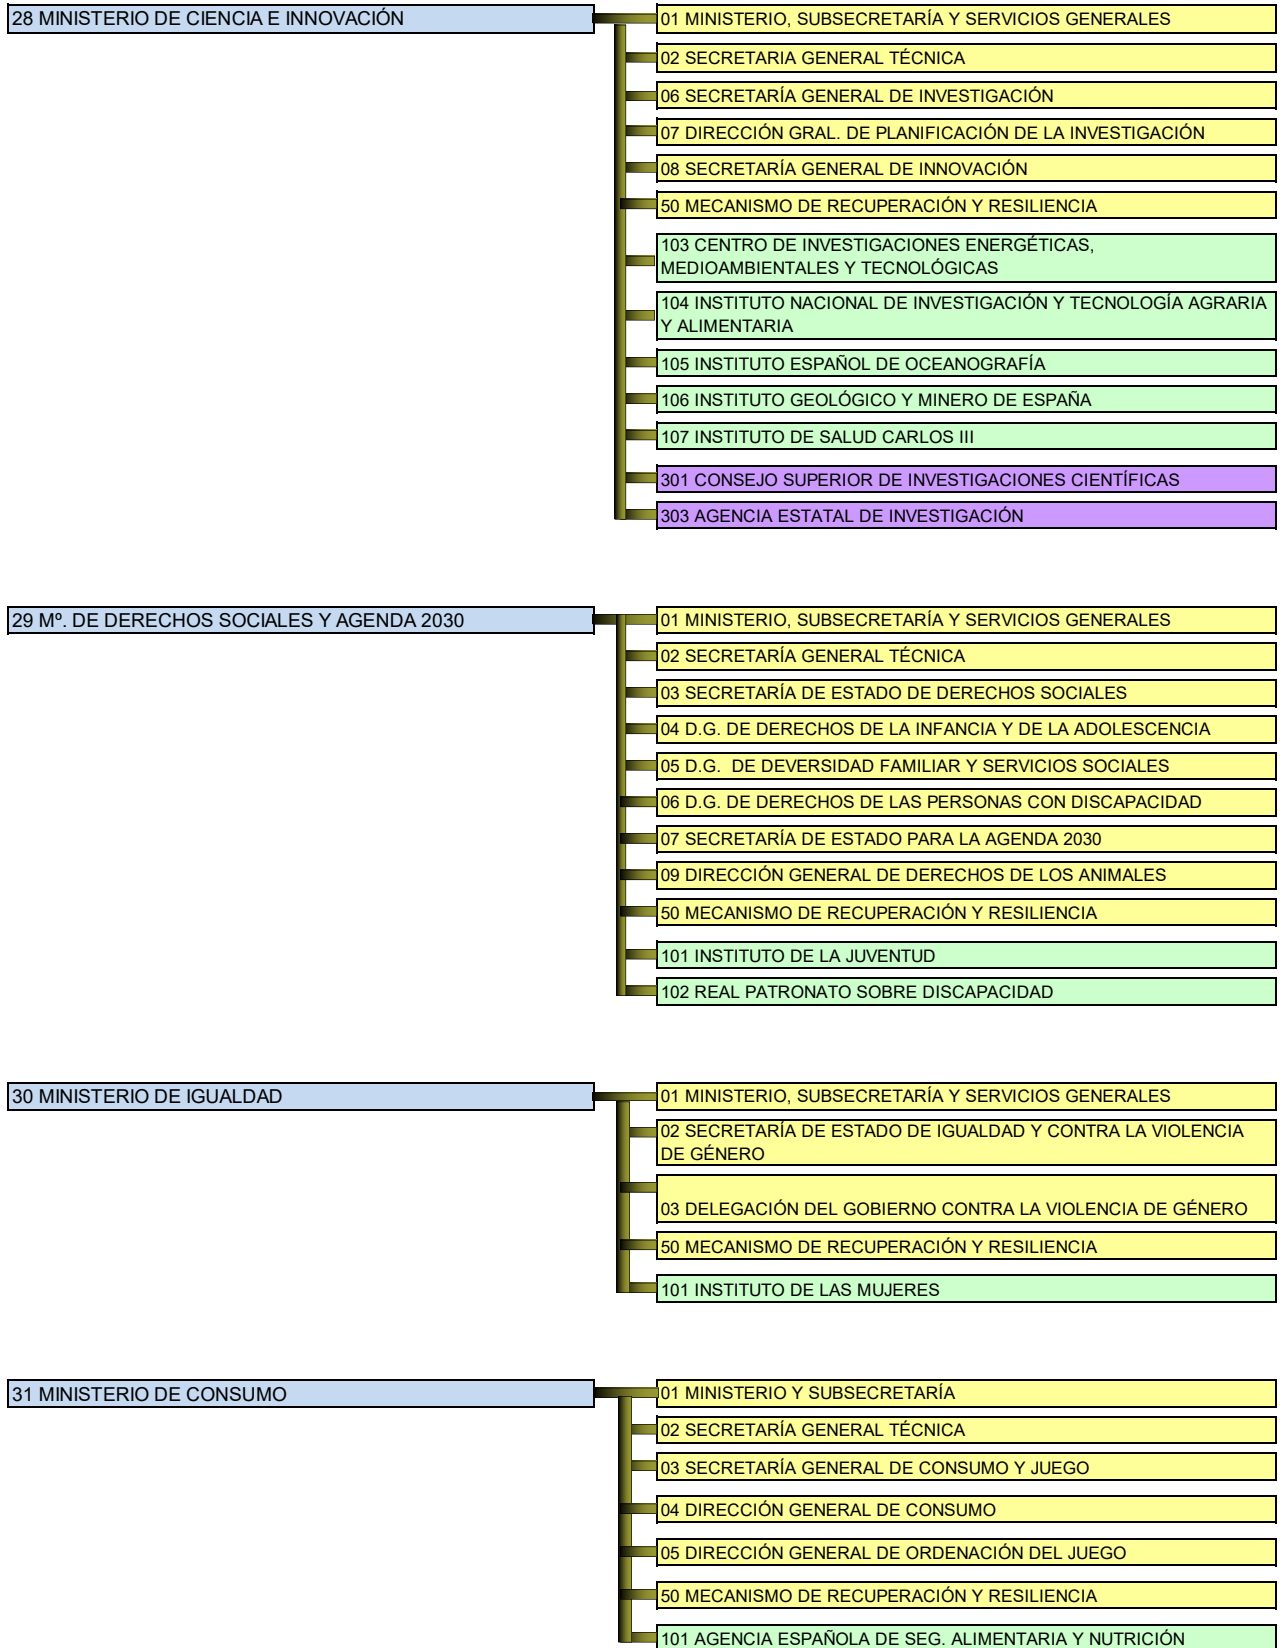 28 MINISTERIO DE CIENCIA E INNOVACIÓN
01 MINISTERIO, SUBSECRETARÍA Y SERVICIOS GENERALES
02 SECRETARIA GENERAL TÉCNICA
06 SECRETARÍA GENERAL DE INVESTIGACIÓN
07 DIRECCIÓN GRAL. DE PLANIFICACIÓN DE LA INVESTIGACIÓN
08 SECRETARÍA GENERAL DE INNOVACIÓN
50 MECANISMO DE RECUPERACIÓN Y RESILIENCIA
103 CENTRO DE INVESTIGACIONES ENERGÉTICAS,
MEDIOAMBIENTALES Y TECNOLÓGICAS
104 INSTITUTO NACIONAL DE INVESTIGACIÓN Y TECNOLOGÍA AGRARIA
Y ALIMENTARIA
105 INSTITUTO ESPAÑOL DE OCEANOGRAFÍA
106 INSTITUTO GEOLÓGICO Y MINERO DE ESPAÑA
107 INSTITUTO DE SALUD CARLOS III
301 CONSEJO SUPERIOR DE INVESTIGACIONES CIENTÍFICAS
303 AGENCIA ESTATAL DE INVESTIGACIÓN
29 Mº. DE DERECHOS SOCIALES Y AGENDA 2030
01 MINISTERIO, SUBSECRETARÍA Y SERVICIOS GENERALES
02 SECRETARÍA GENERAL TÉCNICA
03 SECRETARÍA DE ESTADO DE DERECHOS SOCIALES
04 D.G. DE DERECHOS DE LA INFANCIA Y DE LA ADOLESCENCIA
05 D.G. DE DEVERSIDAD FAMILIAR Y SERVICIOS SOCIALES
06 D.G. DE DERECHOS DE LAS PERSONAS CON DISCAPACIDAD
07 SECRETARÍA DE ESTADO PARA LA AGENDA 2030
09 DIRECCIÓN GENERAL DE DERECHOS DE LOS ANIMALES
50 MECANISMO DE RECUPERACIÓN Y RESILIENCIA
101 INSTITUTO DE LA JUVENTUD
102 REAL PATRONATO SOBRE DISCAPACIDAD
30 MINISTERIO DE IGUALDAD
01 MINISTERIO, SUBSECRETARÍA Y SERVICIOS GENERALES
02 SECRETARÍA DE ESTADO DE IGUALDAD Y CONTRA LA VIOLENCIA
DE GÉNERO
03 DELEGACIÓN DEL GOBIERNO CONTRA LA VIOLENCIA DE GÉNERO
50 MECANISMO DE RECUPERACIÓN Y RESILIENCIA
101 INSTITUTO DE LAS MUJERES
31 MINISTERIO DE CONSUMO
01 MINISTERIO Y SUBSECRETARÍA
02 SECRETARÍA GENERAL TÉCNICA
03 SECRETARÍA GENERAL DE CONSUMO Y JUEGO
04 DIRECCIÓN GENERAL DE CONSUMO
05 DIRECCIÓN GENERAL DE ORDENACIÓN DEL JUEGO
50 MECANISMO DE RECUPERACIÓN Y RESILIENCIA
101 AGENCIA ESPAÑOLA DE SEG. ALIMENTARIA Y NUTRICIÓN